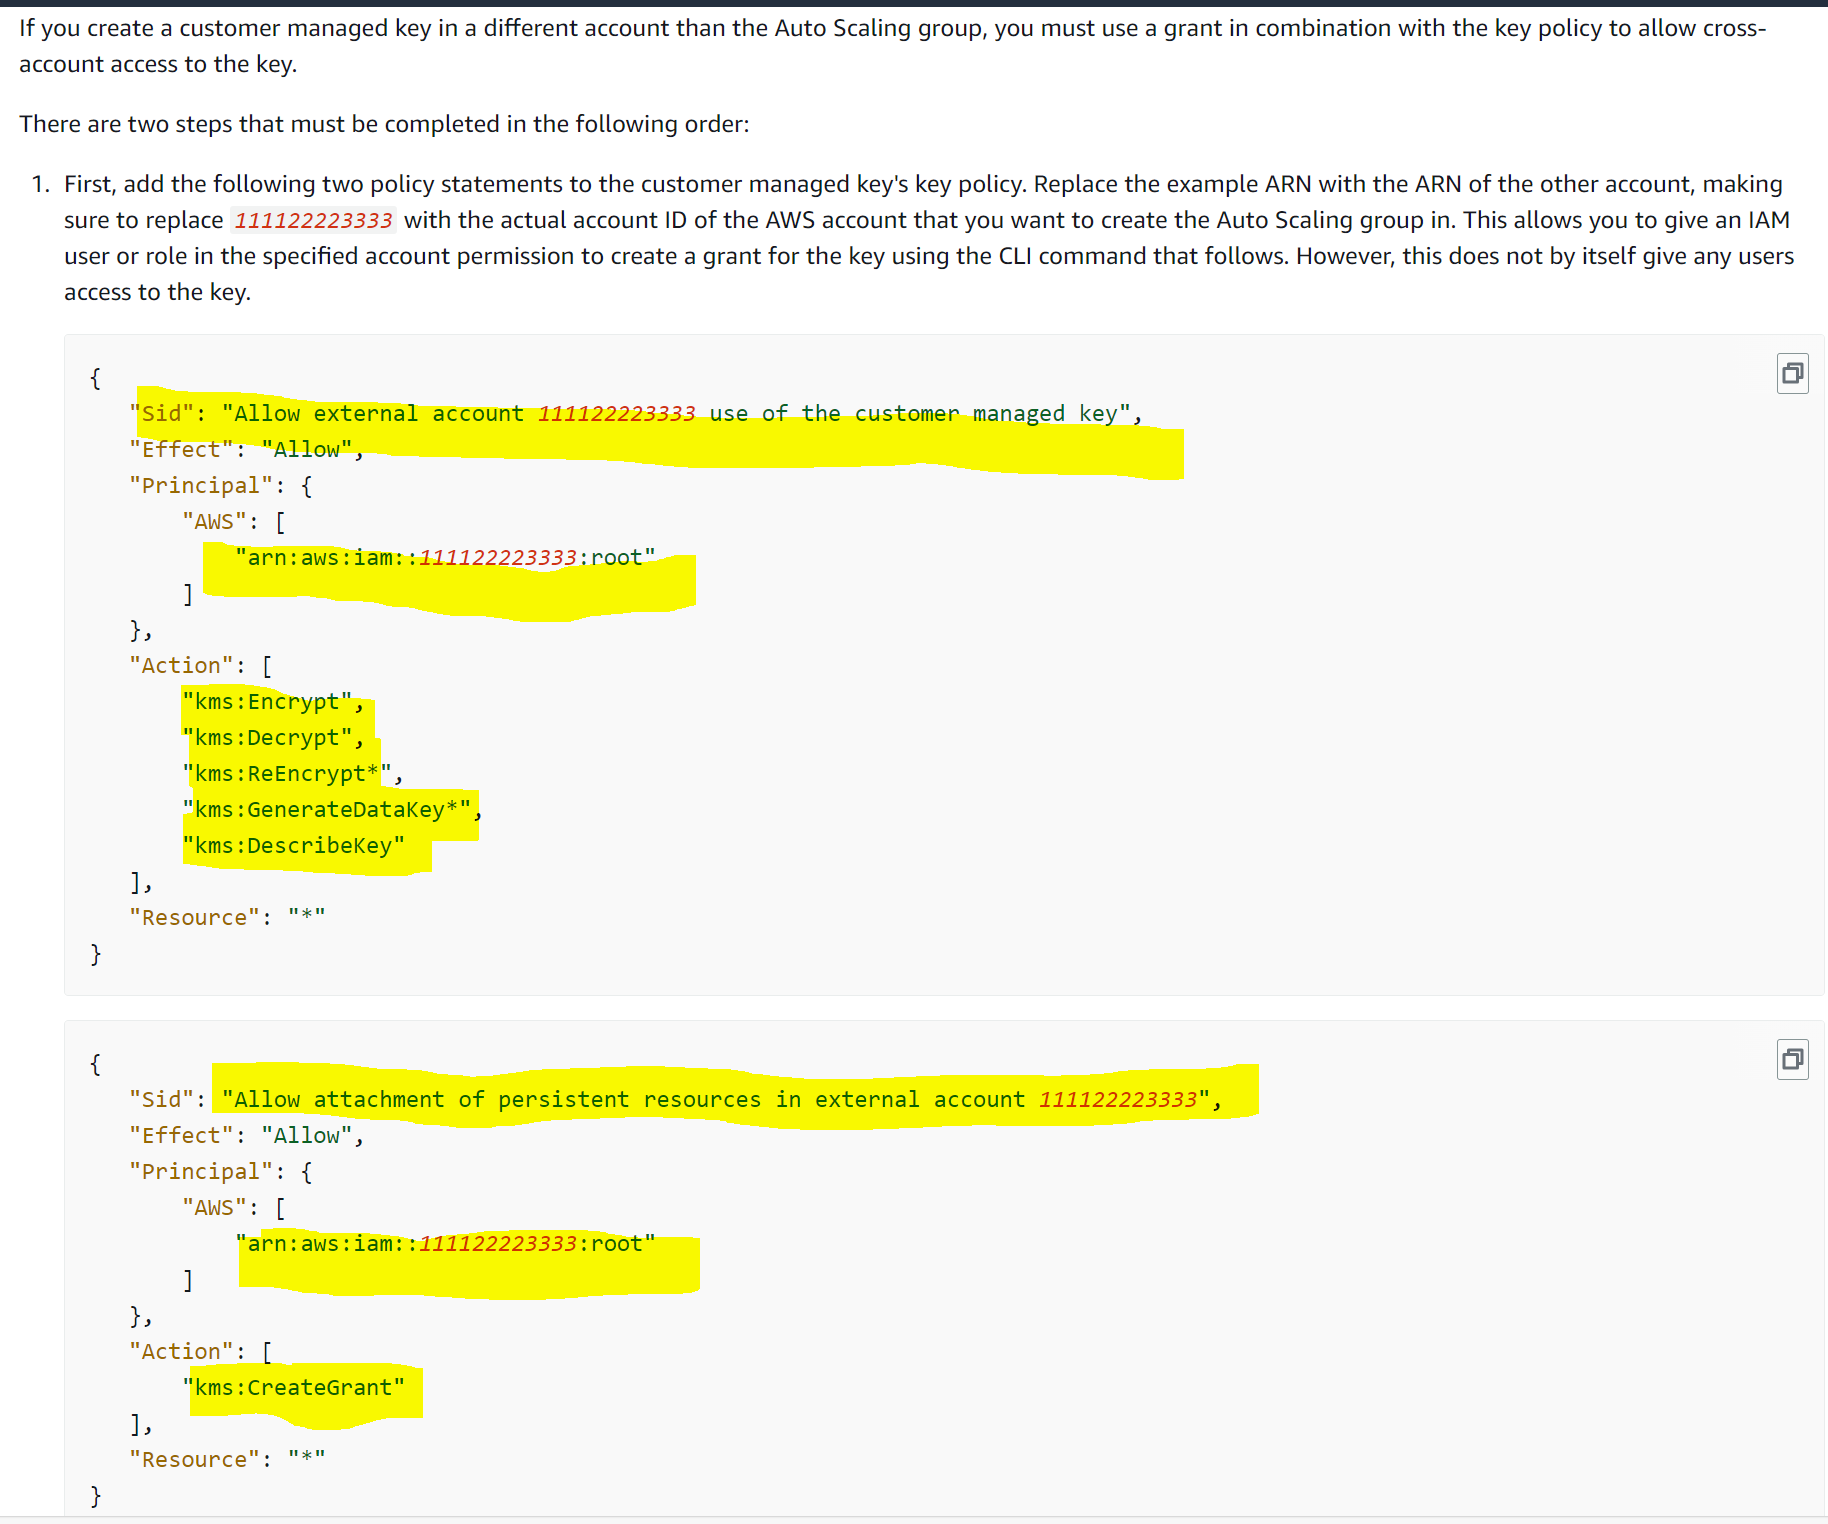 If you create a customer managed key in a different account than the Auto Scaling group, you must use a grant in combination with the key policy to allow cross-
account access to the key.
There are two steps that must be completed in the following order:
1. First, add the following two policy statements to the customer managed key's key policy. Replace the example ARN with the ARN of the other account, making
sure to replace 111122223333 with the actual account ID of the AWS account that you want to create the Auto Scaling group in. This allows you to give an IAM
user or role in the specified account permission to create a grant for the key using the CLI command that follows. However, this does not by itself give any users
access to the key.
{
"Sid": "Allow external account 111122223333 use of the customer managed key",
"Effect": "Allow",
"Principal": {
"AWS": [
"arn:aws:iam::111122223333:root"
]
},
"Action": [
"kms:Encrypt",
"kms:Decrypt",
"kms:ReEncrypt*",
"kms:GenerateDataKey*",
"kms:DescribeKey"
],
"Resource": "*"
}
{
"Sid": "Allow attachment of persistent resources in external account 111122223333",
"Effect": "Allow",
"Principal": {
"AWS": [
"arn:aws:iam::111122223333:root"
]
},
"Action": [
"kms:CreateGrant"
],
"Resource": "*"
}